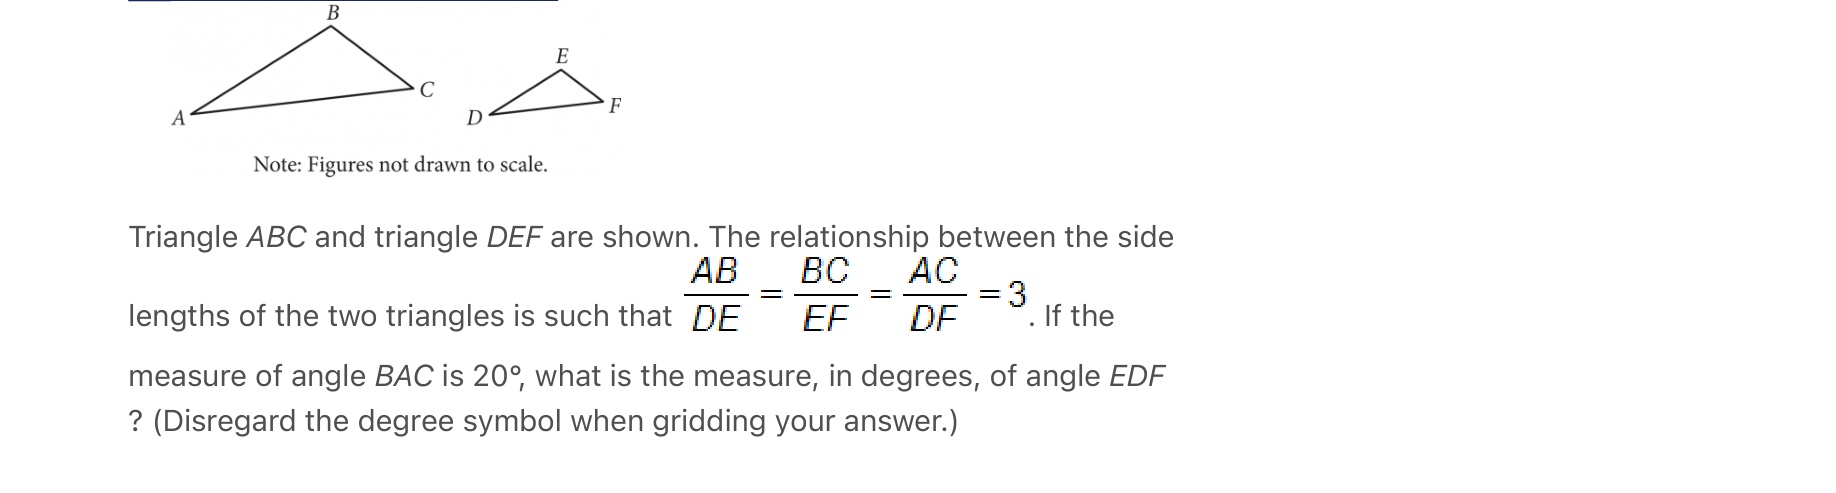 B
E
C
F
A
D
Note: Figures not drawn to scale.
Triangle ABC and triangle DEF are shown. The relationship between the side
lengths of the two triangles is such that AB/DE = BC/EF = AC/DF = 3. If the
measure of angle BAC is 20°, what is the measure, in degrees, of angle EDF
? (Disregard the degree symbol when gridding your answer.)